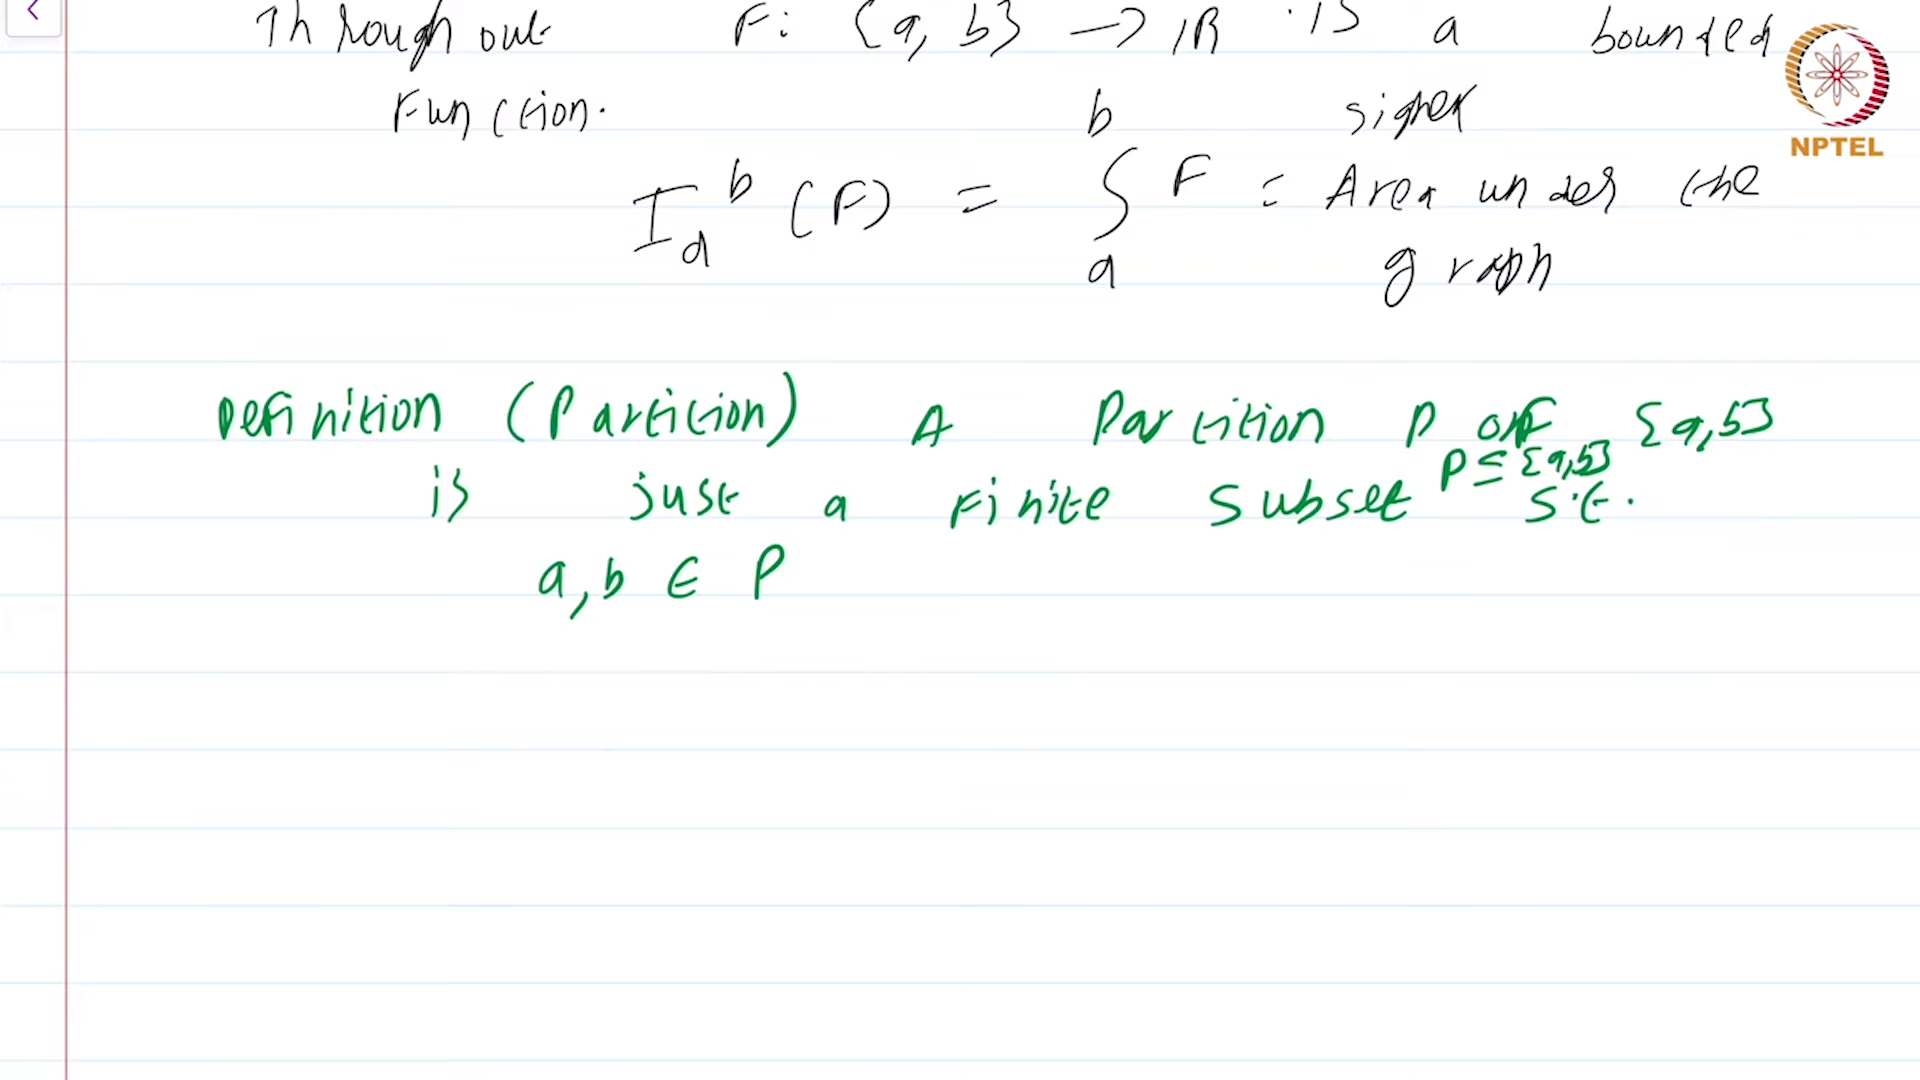 Throughout F: [a, b] → ℝ is a bounded
Function.
signed
I_a^b (F) = ∫_a^b F = Area under the
graph
Definition (Partition) A Partition P of [a, b]
is just a Finite Subset P ⊆ [a, b] s.t.
a, b ∈ P
NPTEL